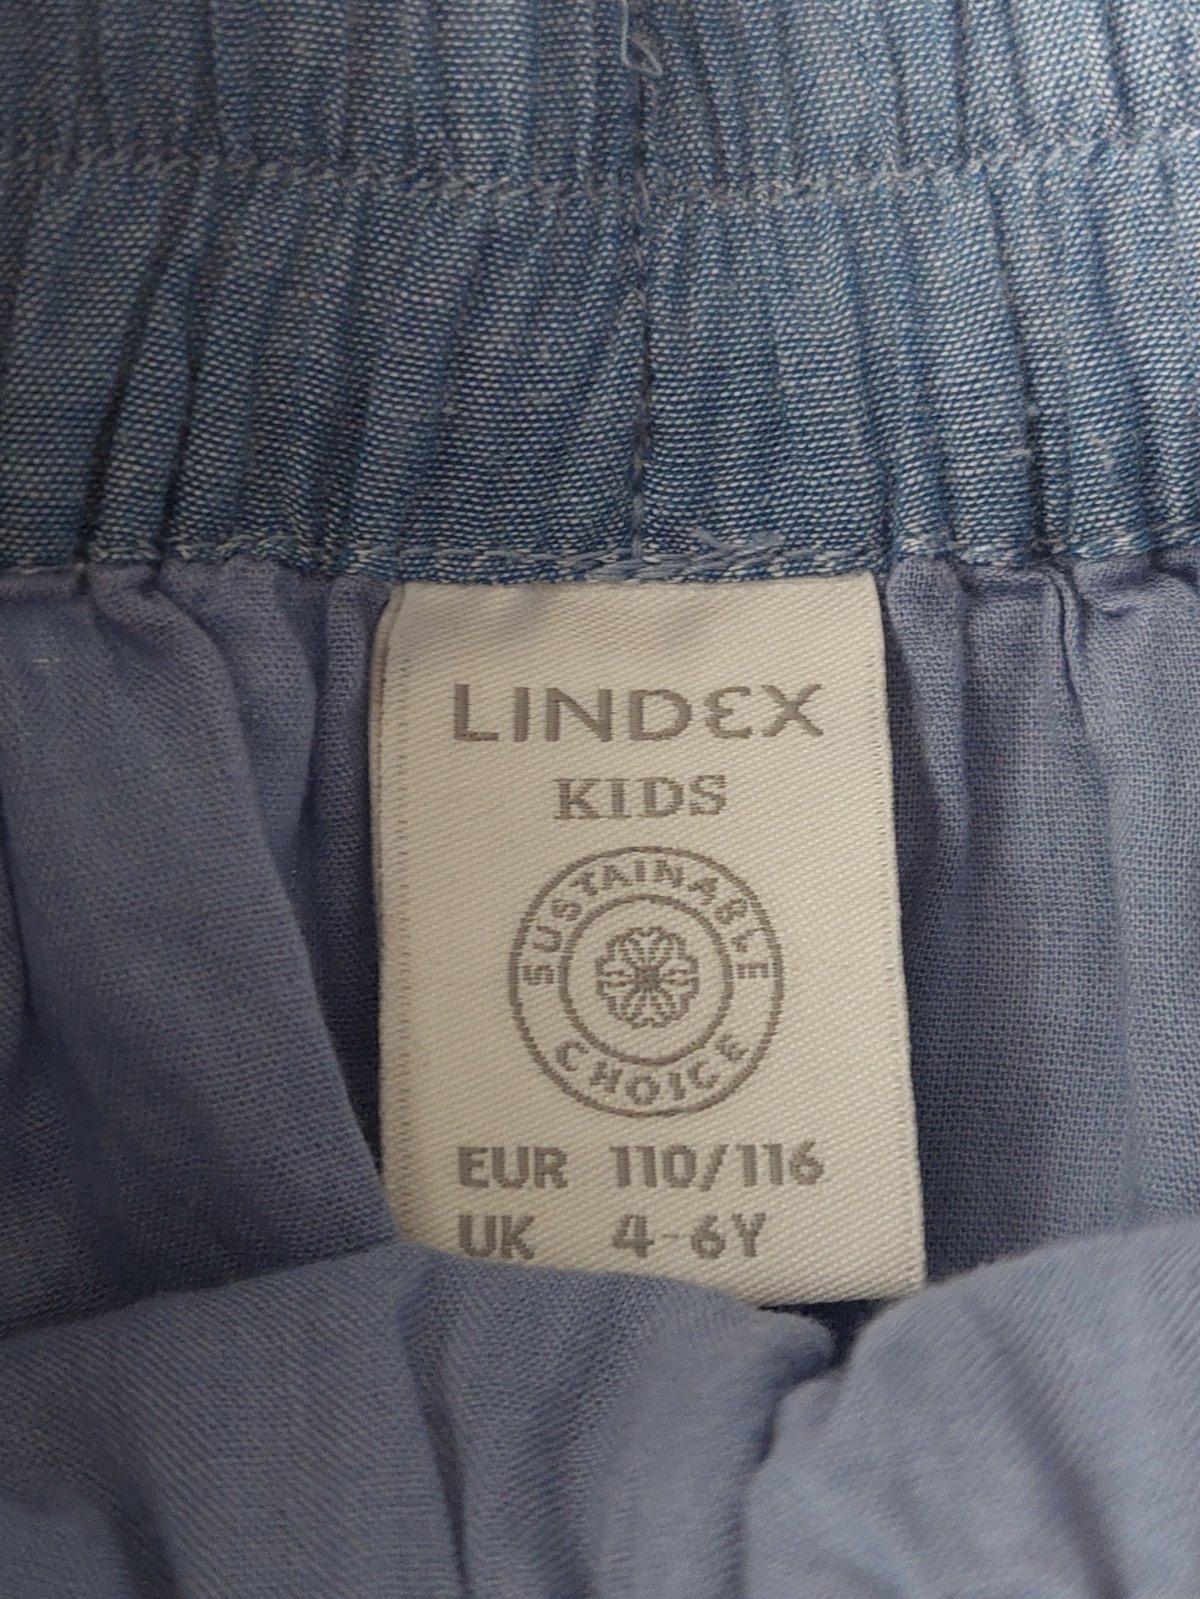 LINDEX
KIDS
SUSTAINABLE
CHOICE
EUR 110/116
UK 4-6Y